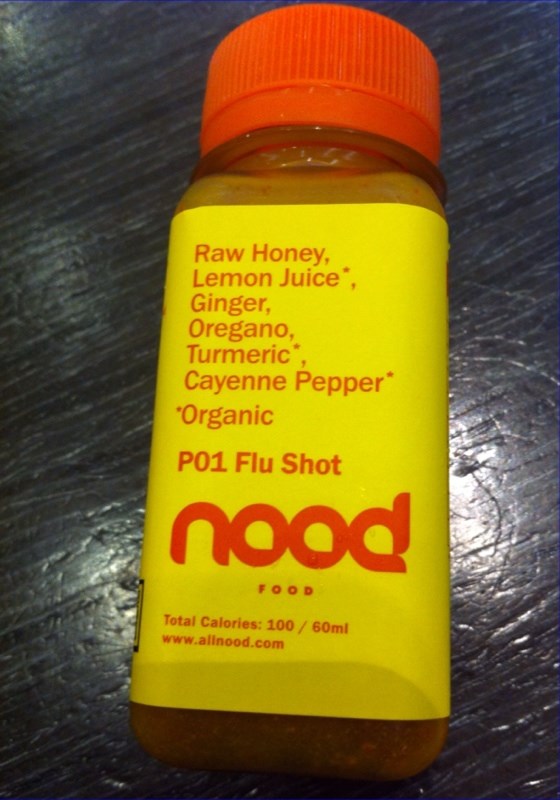 Raw Honey,
Lemon Juice*,
Ginger,
Oregano,
Turmeric*,
Cayenne Pepper*
*Organic
P01 Flu Shot
nood
FOOD
Total Calories: 100 / 60ml
www.allnood.com